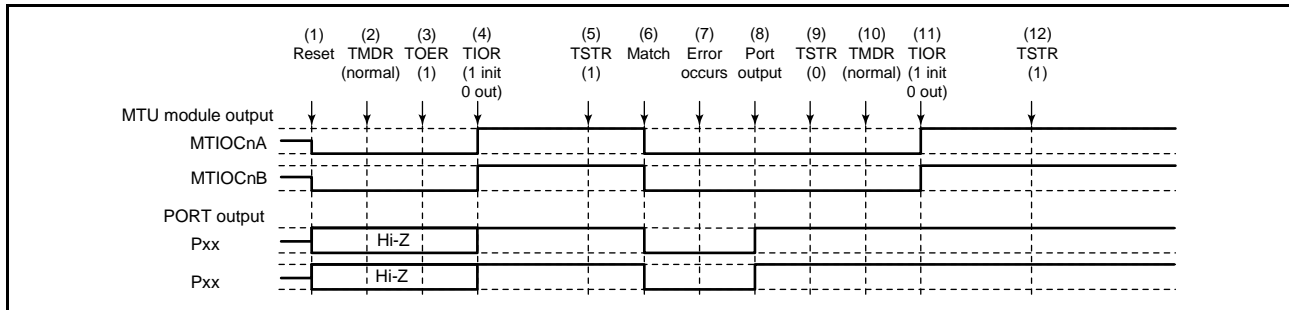 (1) (2) (3) (4) (5) (6) (7) (8) (9) (10) (11) (12)
Reset TMDR TOER TIOR TSTR Match Error Port TSTR TMDR TIOR TSTR
(normal) (1) (1 init (1) occurs output (0) (normal) (1 init (1)
0 out) 0 out)
MTU module output
MTIOCnA
MTIOCnB
PORT output
Pxx Hi-Z
Pxx Hi-Z